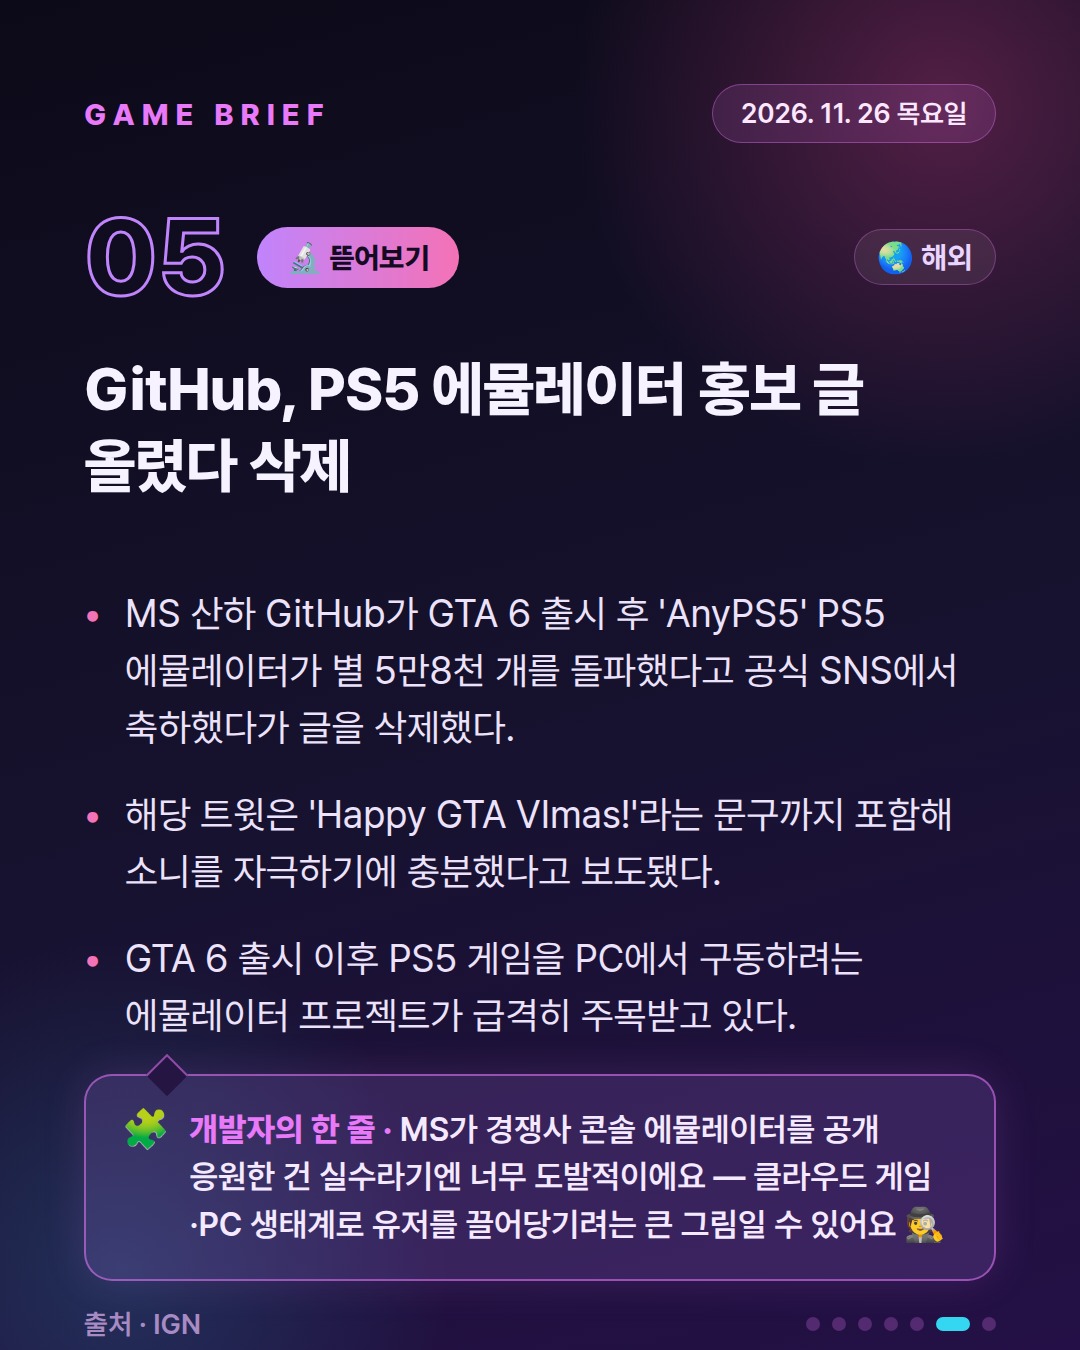 GAME BRIEF
2026. 11. 26 목요일
05
🔬 뜯어보기
🌏 해외
GitHub, PS5 에뮬레이터 홍보 글
올렸다 삭제
• MS 산하 GitHub가 GTA 6 출시 후 'AnyPS5' PS5
에뮬레이터가 별 5만8천 개를 돌파했다고 공식 SNS에서
축하했다가 글을 삭제했다.
• 해당 트윗은 'Happy GTA VImas!'라는 문구까지 포함해
소니를 자극하기에 충분했다고 보도됐다.
• GTA 6 출시 이후 PS5 게임을 PC에서 구동하려는
에뮬레이터 프로젝트가 급격히 주목받고 있다.
🧩 개발자의 한 줄 · MS가 경쟁사 콘솔 에뮬레이터를 공개
응원한 건 실수라기엔 너무 도발적이에요 — 클라우드 게임
·PC 생태계로 유저를 끌어당기려는 큰 그림일 수 있어요 🕵️
출처 · IGN